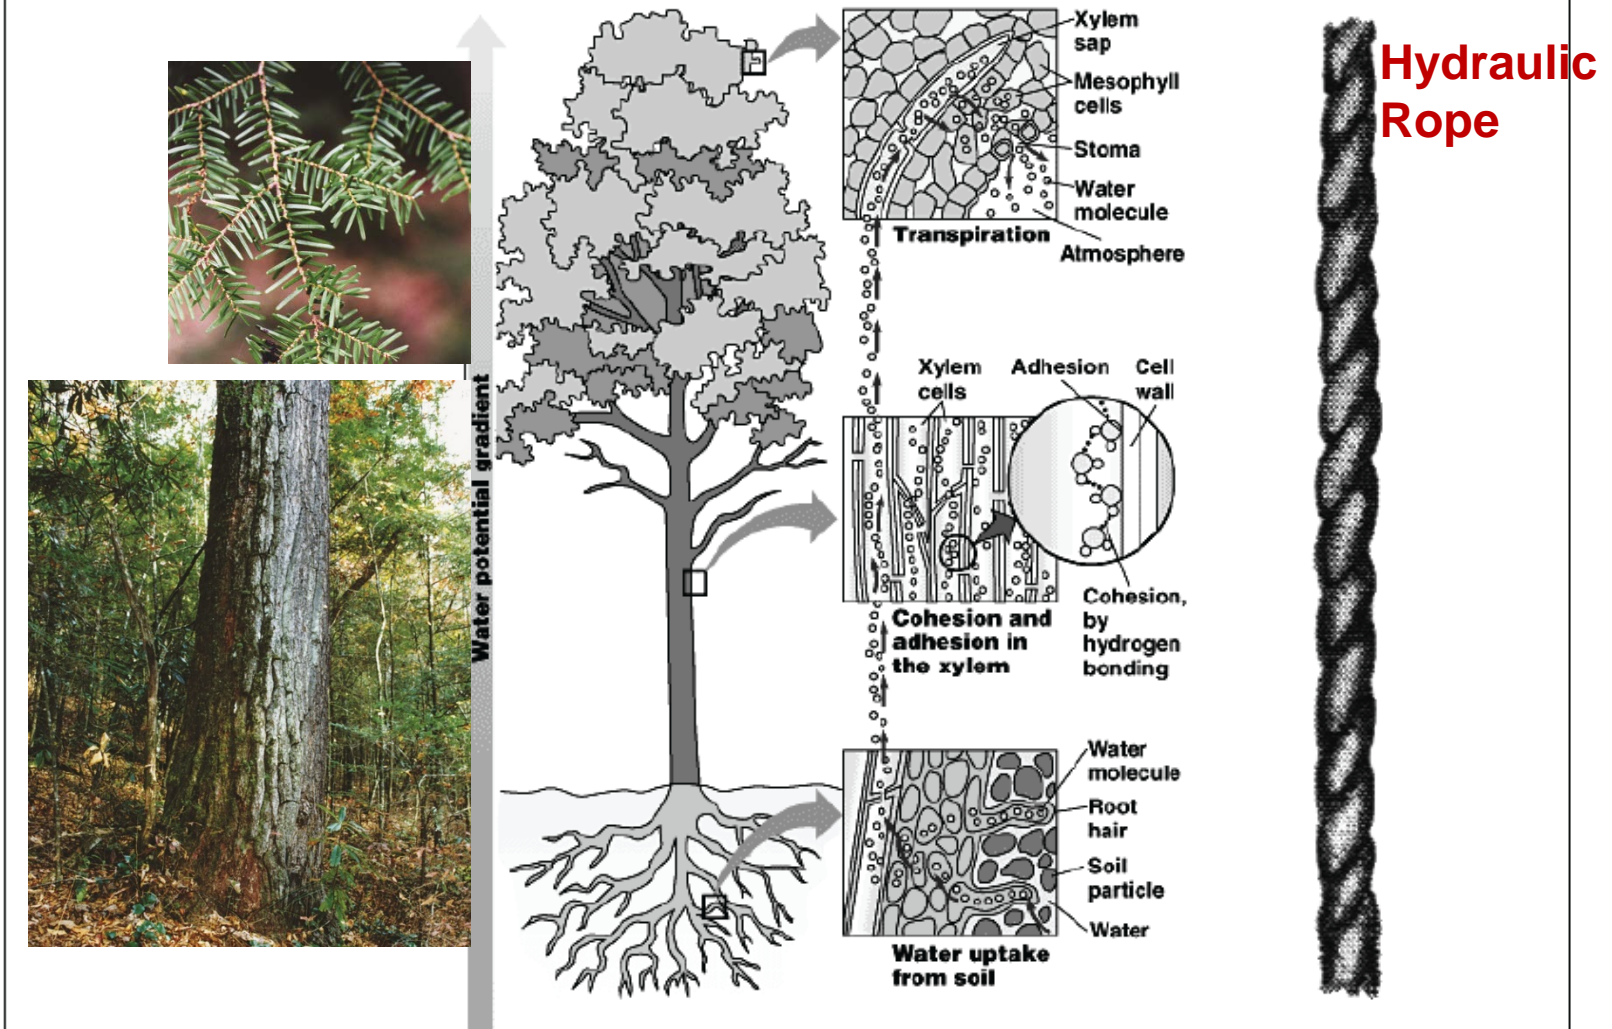 Hydraulic
Rope
Water potential gradient
Xylem
sap
Mesophyll
cells
Stoma
Water
molecule
Atmosphere
Transpiration
Xylem
cells
Adhesion
Cell
wall
Cohesion and
adhesion in
the xylem
Cohesion,
by
hydrogen
bonding
Water
molecule
Root
hair
Soil
particle
Water
Water uptake
from soil